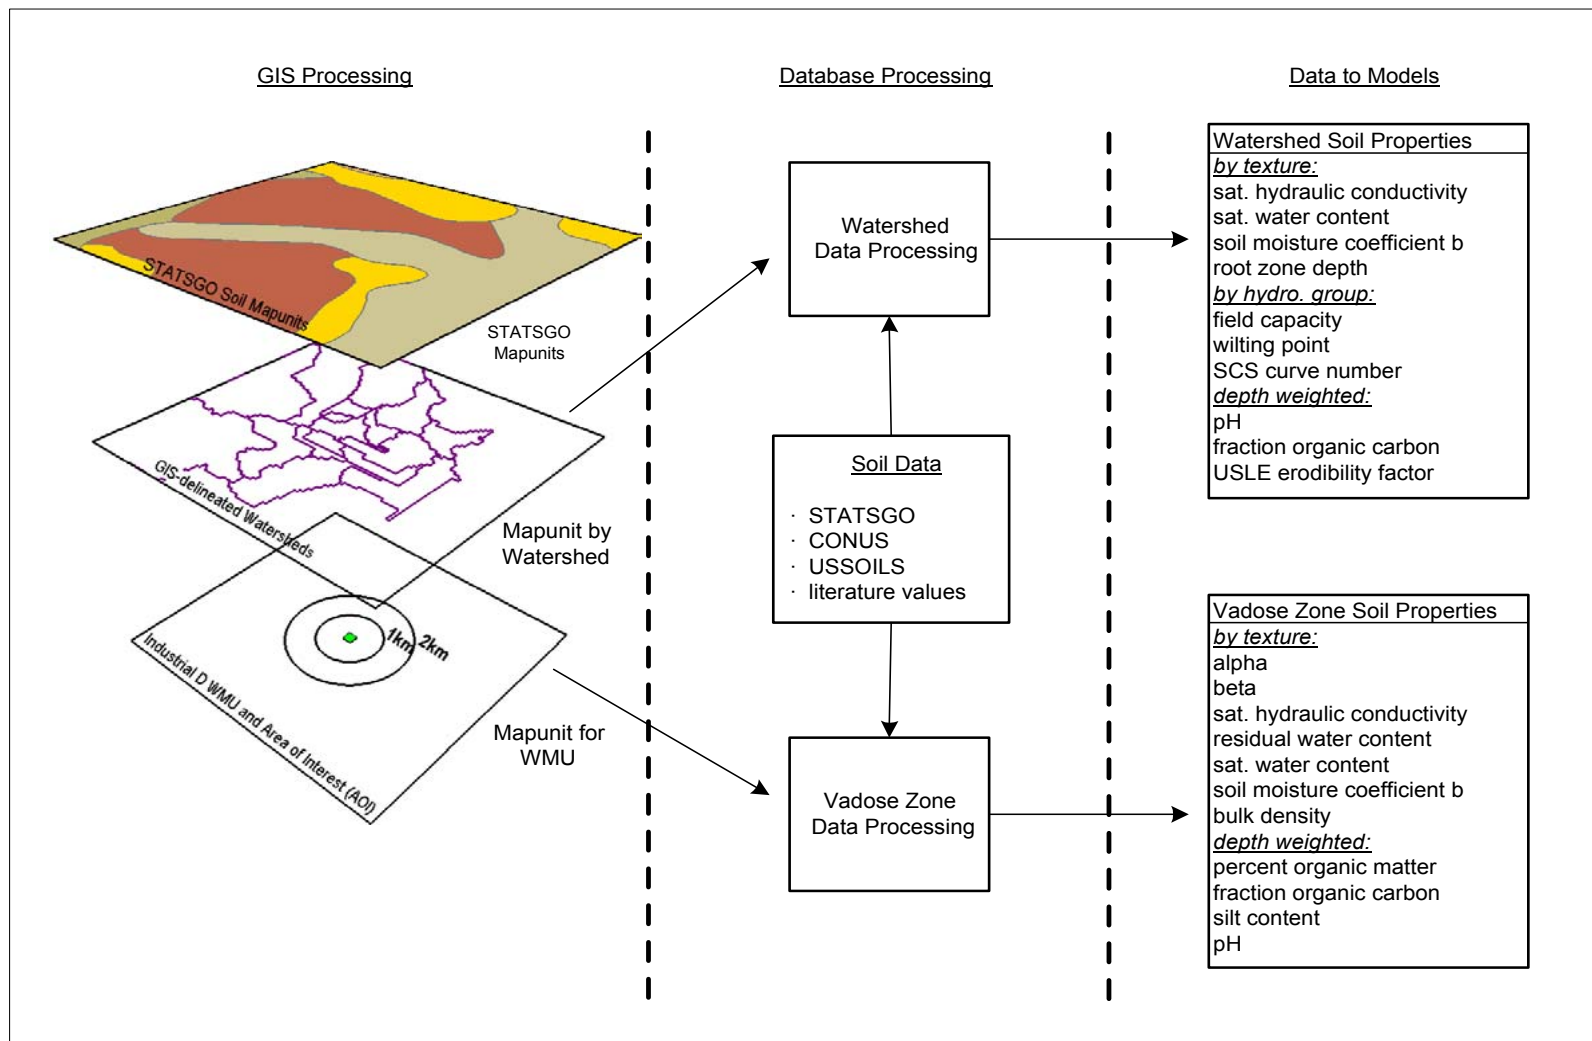 GIS Processing
Database Processing
Data to Models
STATSGO Soil Mapunits
STATSGO
Mapunits
GIS-delineated Watersheds
Mapunit by
Watershed
1km
2km
Industrial D WMU and Area of Interest (AOI)
Mapunit for
WMU
Watershed
Data Processing
Soil Data
· STATSGO
· CONUS
· USSOILS
· literature values
Vadose Zone
Data Processing
Watershed Soil Properties
by texture:
sat. hydraulic conductivity
sat. water content
soil moisture coefficient b
root zone depth
by hydro. group:
field capacity
wilting point
SCS curve number
depth weighted:
pH
fraction organic carbon
USLE erodibility factor
Vadose Zone Soil Properties
by texture:
alpha
beta
sat. hydraulic conductivity
residual water content
sat. water content
soil moisture coefficient b
bulk density
depth weighted:
percent organic matter
fraction organic carbon
silt content
pH